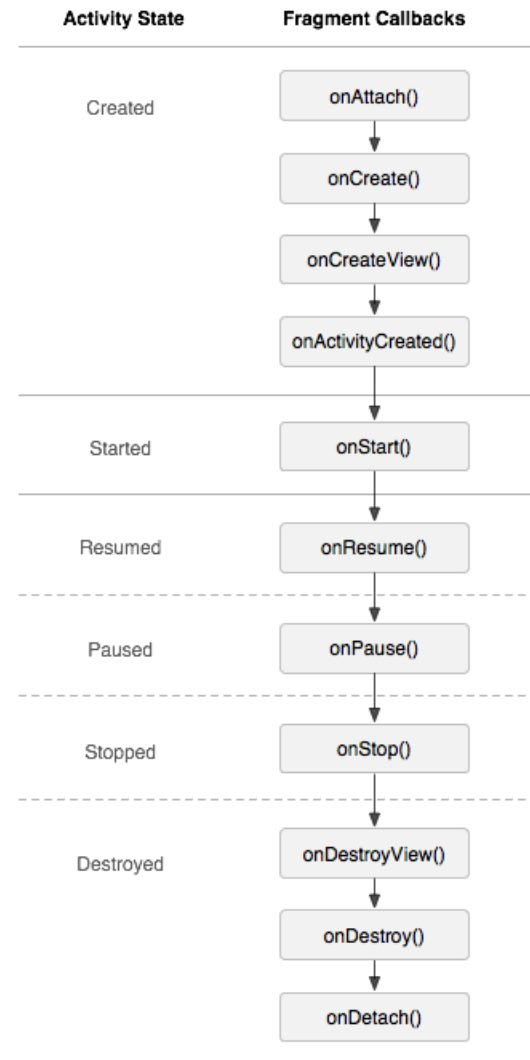 Activity State Fragment Callbacks
Created
onAttach()
onCreate()
onCreateView()
onActivityCreated()
Started onStart()
Resumed onResume()
Paused onPause()
Stopped onStop()
Destroyed
onDestroyView()
onDestroy()
onDetach()